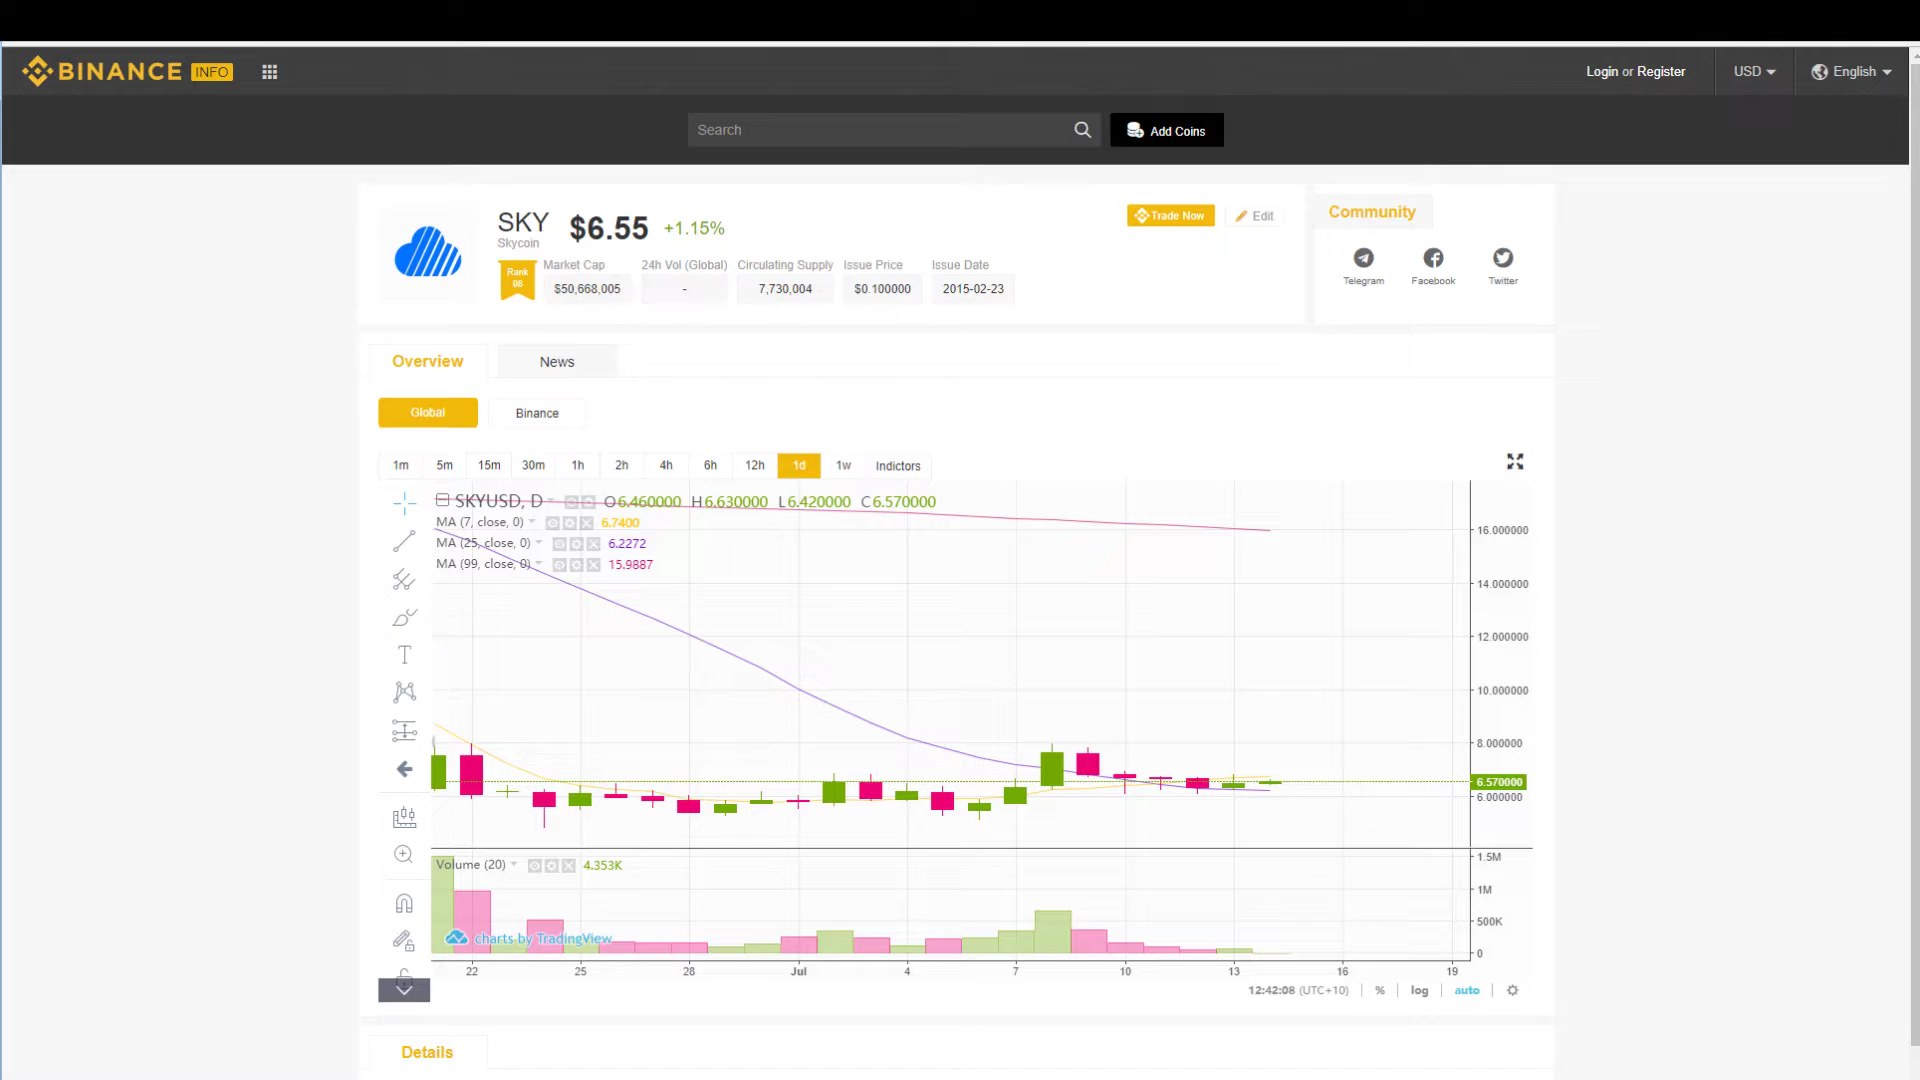 BINANCE INFO
Login or Register
USD
English
Search
Add Coins
SKY $6.55 +1.15%
Skycoin
Trade Now
Edit
Community
Rank
98
Market Cap
$50,668,005
24h Vol (Global)
-
Circulating Supply
7,730,004
Issue Price
$0.100000
Issue Date
2015-02-23
Telegram
Facebook
Twitter
Overview
News
Global
Binance
1m 5m 15m 30m 1h 2h 4h 6h 12h 1d 1w Indictors
SKYUSD, D O6.460000 H6.630000 L6.420000 C6.570000
MA (7, close, 0) 6.7400
MA (25, close, 0) 6.2272
MA (99, close, 0) 15.9887
16.000000
14.000000
12.000000
10.000000
8.000000
6.570000
6.000000
Volume (20) 4.353K
1.5M
1M
500K
0
charts by TradingView
22 25 28 Jul 4 7 10 13 16 19
12:42:08 (UTC+10) % log auto
Details